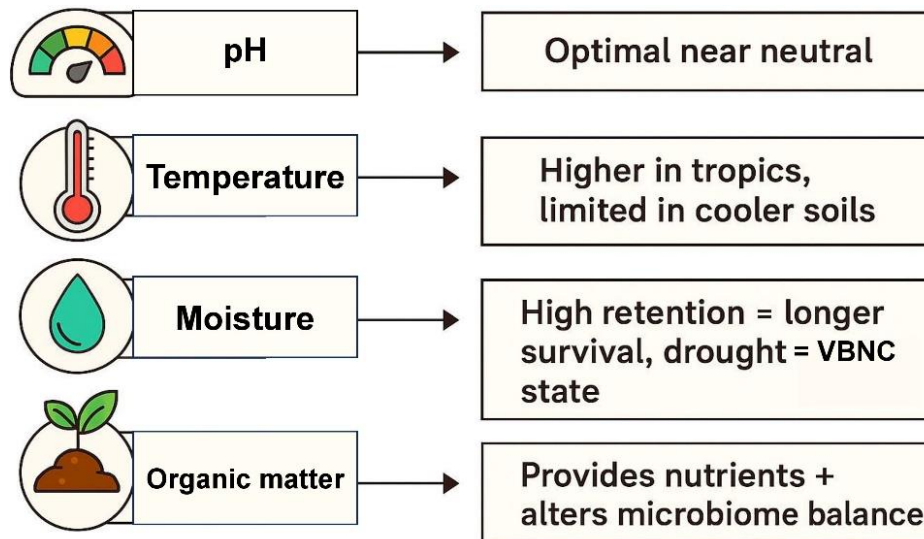 pH
Optimal near neutral
Temperature
Higher in tropics,
limited in cooler soils
Moisture
High retention = longer
survival, drought = VBNC
state
Organic matter
Provides nutrients +
alters microbiome balance